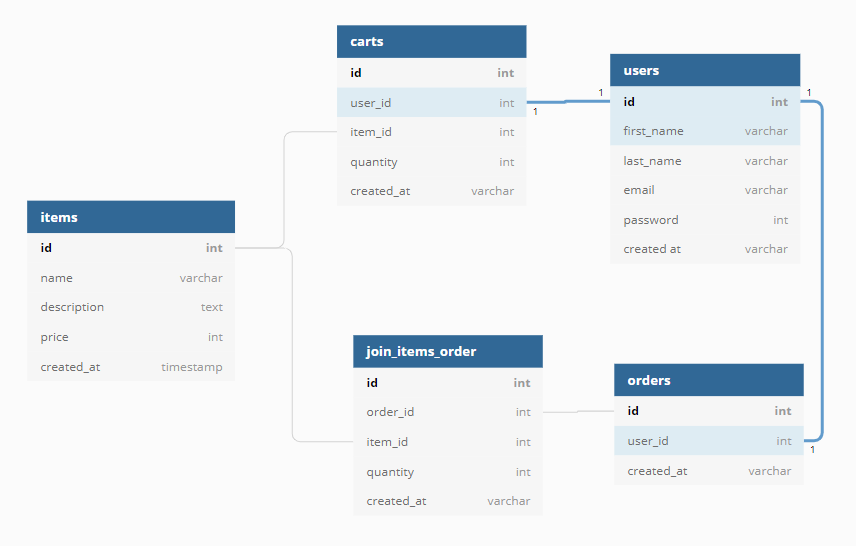 carts
id int
user_id int
item_id int
quantity int
created_at varchar
1
1
users
id int
first_name varchar
last_name varchar
email varchar
password int
created at varchar
1
items
id int
name varchar
description text
price int
created_at timestamp
join_items_order
id int
order_id int
item_id int
quantity int
created_at varchar
orders
id int
user_id int
created_at varchar
1